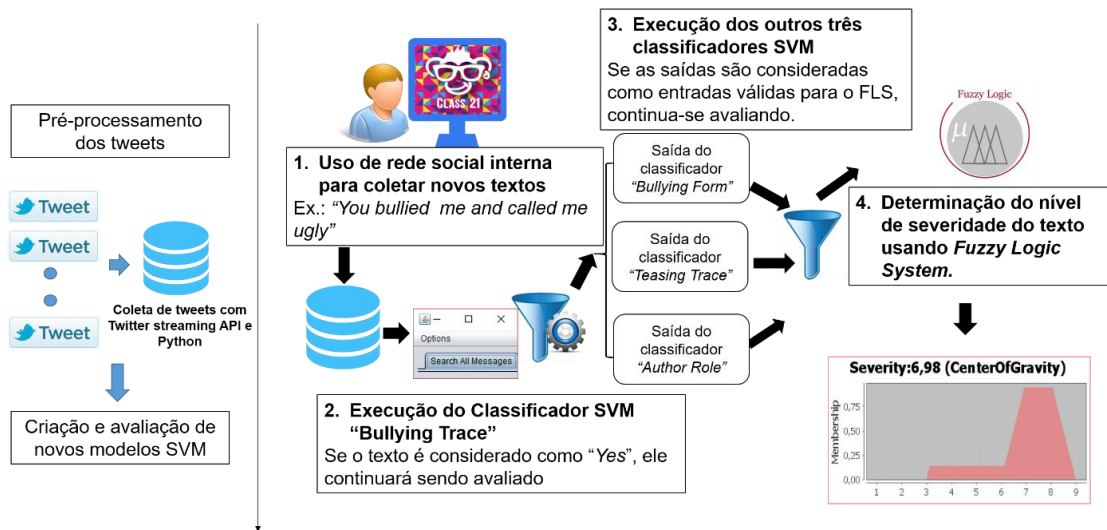 Pré-processamento
dos tweets
Tweet
Tweet
Tweet
Coleta de tweets com
Twitter streaming API e
Python
Criação e avaliação de
novos modelos SVM
CLASS 21
1. Uso de rede social interna
para coletar novos textos
Ex.: “You bullied me and called me
ugly”
Options
Search All Messages
2. Execução do Classificador SVM
“Bullying Trace”
Se o texto é considerado como “Yes”, ele
continuará sendo avaliado
3. Execução dos outros três
classificadores SVM
Se as saídas são consideradas
como entradas válidas para o FLS,
continua-se avaliando.
Saída do
classificador
“Bullying Form”
Saída do
classificador
“Teasing Trace”
Saída do
classificador
“Author Role”
Fuzzy Logic
μ
4. Determinação do nível
de severidade do texto
usando Fuzzy Logic
System.
Severity:6,98 (CenterOfGravity)
Membership
0,75
0,50
0,25
0,00
1 2 3 4 5 6 7 8 9